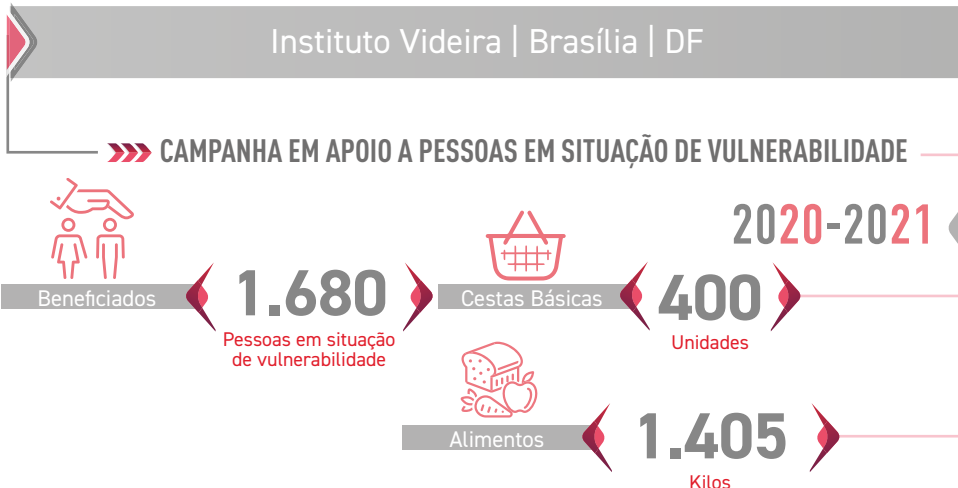 Instituto Videira | Brasília | DF
CAMPANHA EM APOIO A PESSOAS EM SITUAÇÃO DE VULNERABILIDADE
2020-2021
Beneficiados
1.680
Pessoas em situação
de vulnerabilidade
Cestas Básicas
400
Unidades
Alimentos
1.405
Kilos